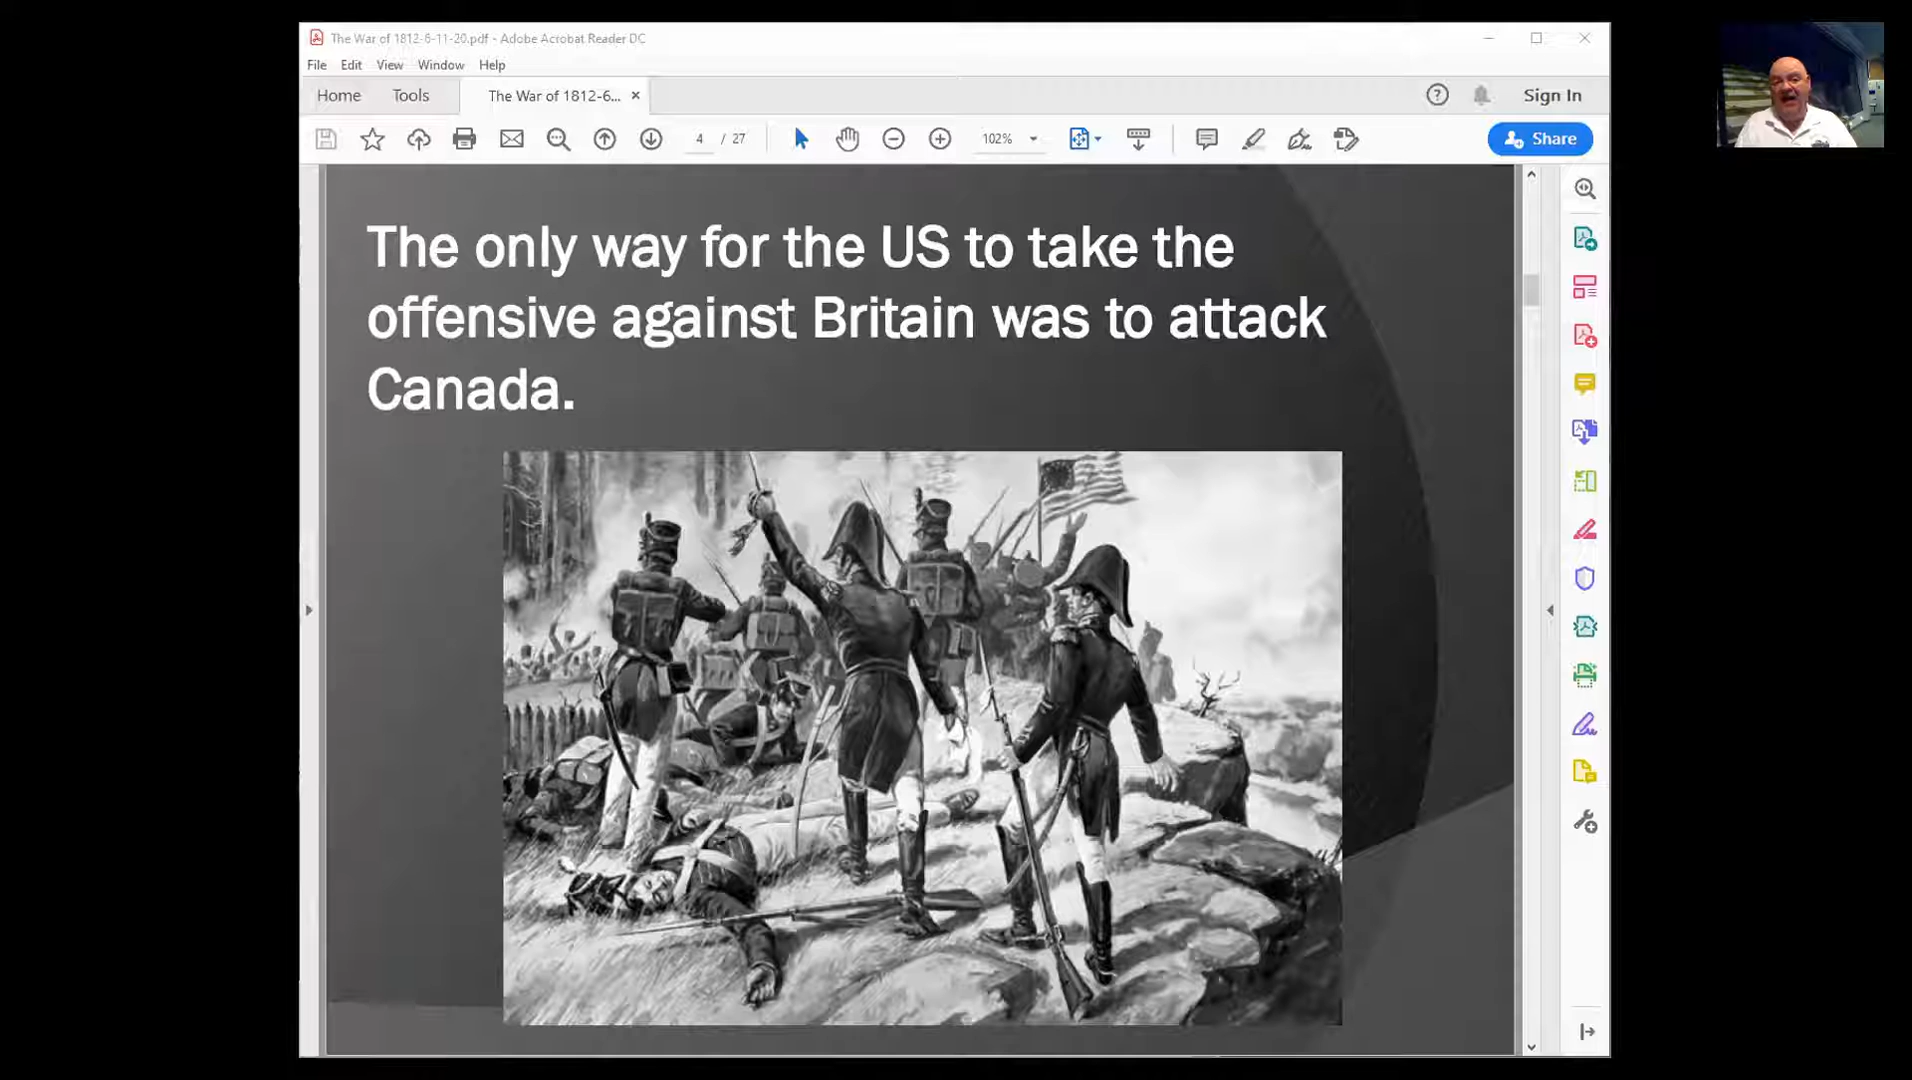 The War of 1812-6-11-20.pdf - Adobe Acrobat Reader DC
File Edit View Window Help
Home Tools The War of 1812-6... Sign In
4 / 27 102% Share
The only way for the US to take the
offensive against Britain was to attack
Canada.